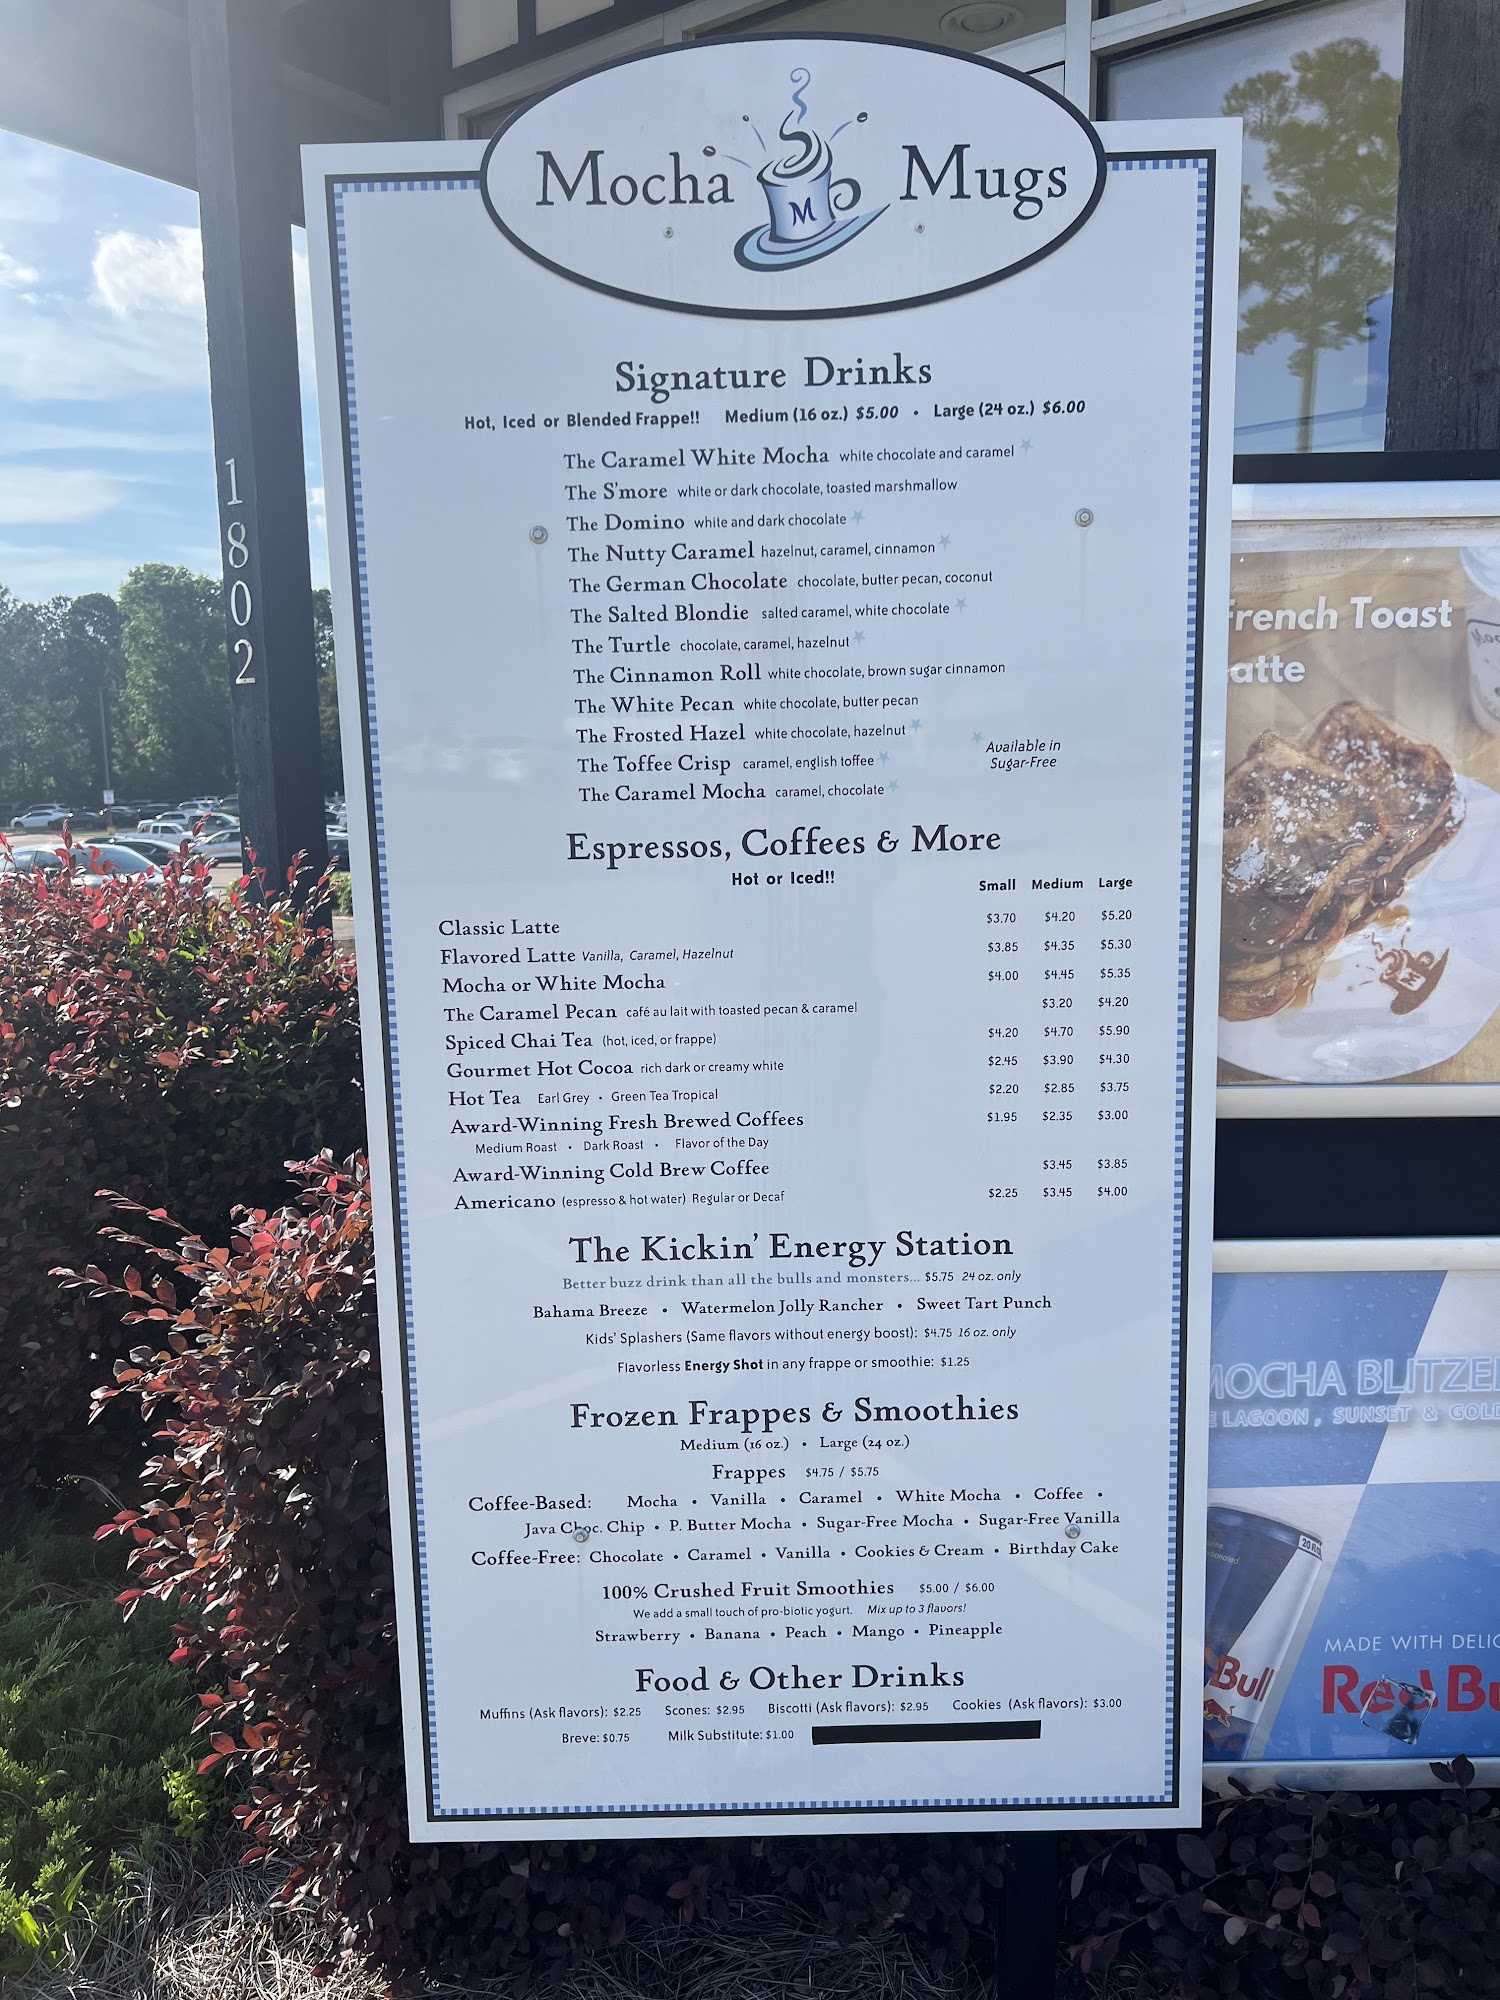 Mocha Mugs
M
Signature Drinks
Hot, Iced or Blended Frappe!! Medium (16 oz.) $5.00 • Large (24 oz.) $6.00
The Caramel White Mocha white chocolate and caramel
The S'more white or dark chocolate, toasted marshmallow
The Domino white and dark chocolate
The Nutty Caramel hazelnut, caramel, cinnamon
The German Chocolate chocolate, butter pecan, coconut
The Salted Blondie salted caramel, white chocolate
The Turtle chocolate, caramel, hazelnut
The Cinnamon Roll white chocolate, brown sugar cinnamon
The White Pecan white chocolate, butter pecan
The Frosted Hazel white chocolate, hazelnut
The Toffee Crisp caramel, english toffee
The Caramel Mocha caramel, chocolate
Available in
Sugar-Free
Espressos, Coffees & More
Hot or Iced!!
Small Medium Large
Classic Latte $3.70 $4.20 $5.20
Flavored Latte Vanilla, Caramel, Hazelnut $3.85 $4.35 $5.30
Mocha or White Mocha $4.00 $4.45 $5.35
The Caramel Pecan café au lait with toasted pecan & caramel $3.20 $4.20
Spiced Chai Tea (hot, iced, or frappe) $4.20 $4.70 $5.90
Gourmet Hot Cocoa rich dark or creamy white $2.45 $3.90 $4.30
Hot Tea Earl Grey • Green Tea Tropical $2.20 $2.85 $3.75
Award-Winning Fresh Brewed Coffees $1.95 $2.35 $3.00
Medium Roast • Dark Roast • Flavor of the Day
Award-Winning Cold Brew Coffee $3.45 $3.85
Americano (espresso & hot water) Regular or Decaf $2.25 $3.45 $4.00
The Kickin' Energy Station
Better buzz drink than all the bulls and monsters... $5.75 24 oz. only
Bahama Breeze • Watermelon Jolly Rancher • Sweet Tart Punch
Kids' Splashers (Same flavors without energy boost): $4.75 16 oz. only
Flavorless Energy Shot in any frappe or smoothie: $1.25
Frozen Frappes & Smoothies
Medium (16 oz.) • Large (24 oz.)
Frappes $4.75 / $5.75
Coffee-Based: Mocha • Vanilla • Caramel • White Mocha • Coffee •
Java Choc. Chip • P. Butter Mocha • Sugar-Free Mocha • Sugar-Free Vanilla
Coffee-Free: Chocolate • Caramel • Vanilla • Cookies & Cream • Birthday Cake
100% Crushed Fruit Smoothies $5.00 / $6.00
We add a small touch of pro-biotic yogurt. Mix up to 3 flavors!
Strawberry • Banana • Peach • Mango • Pineapple
Food & Other Drinks
Muffins (Ask flavors): $2.25 Scones: $2.95 Biscotti (Ask flavors): $2.95 Cookies (Ask flavors): $3.00
Breve: $0.75 Milk Substitute: $1.00
1802
French Toast
atte
MOCHA BLITZE
LAGOON, SUNSET & GOLD
Bull
MADE WITH DELIC
Red Bu